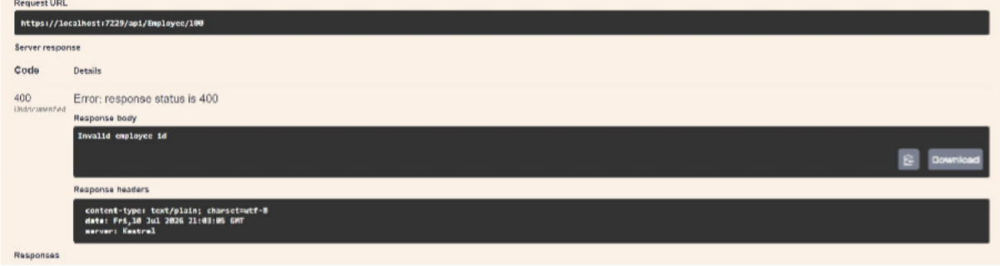 Request URL
https://localhost:7229/api/Employee/100
Server response
Code Details
400 Error: response status is 400
Undocumented
Response body
Invalid employee id
Download
Response headers
content-type: text/plain; charset=utf-8
date: Fri,10 Jul 2026 21:03:05 GMT
server: Kestrel
Responses